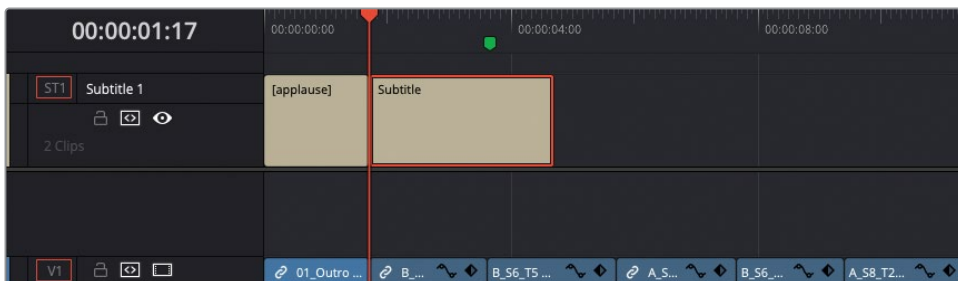 00:00:01:17
00:00:00:00
00:00:04:00
00:00:08:00
ST1 Subtitle 1
[applause]
Subtitle
2 Clips
V1
01_Outro ...
B_...
B_S6_T5 ...
A_S...
B_S6_...
A_S8_T2...